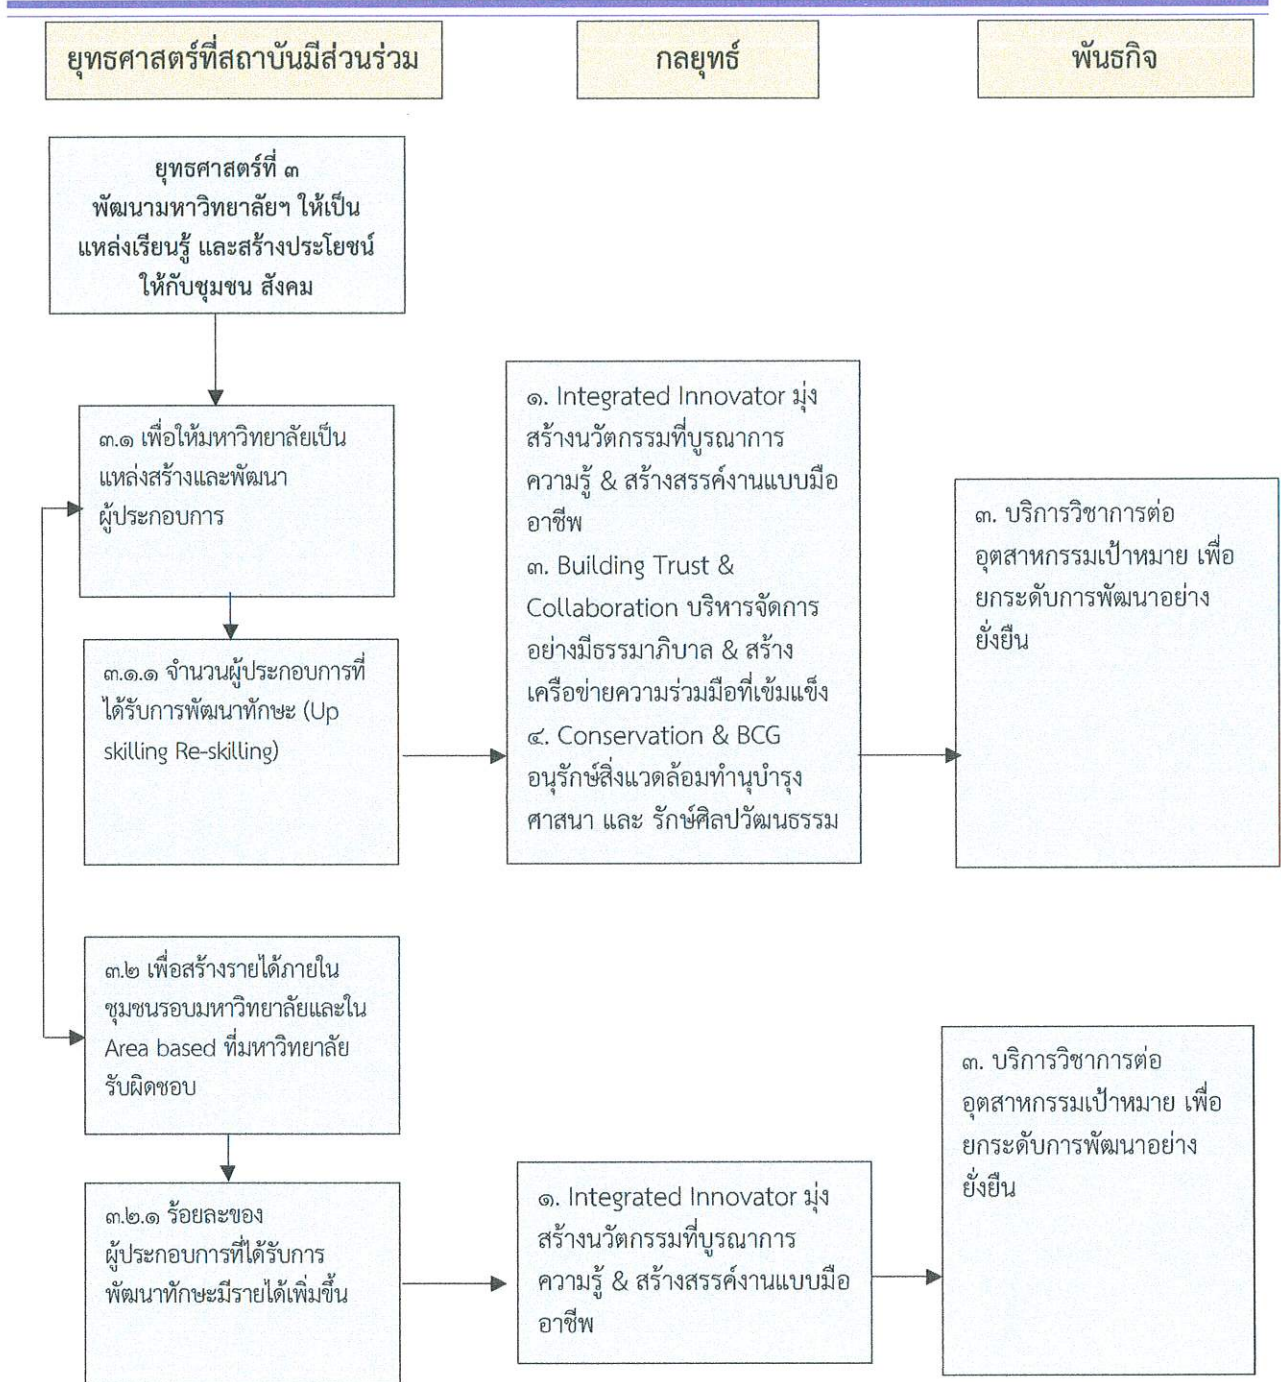 ยุทธศาสตร์ที่สถาบันมีส่วนร่วม
กลยุทธ์
พันธกิจ
ยุทธศาสตร์ที่ ๓
พัฒนามหาวิทยาลัยฯ ให้เป็น
แหล่งเรียนรู้ และสร้างประโยชน์
ให้กับชุมชน สังคม
๓.๑ เพื่อให้มหาวิทยาลัยเป็น
แหล่งสร้างและพัฒนา
ผู้ประกอบการ
๓.๑.๑ จำนวนผู้ประกอบการที่
ได้รับการพัฒนาทักษะ (Up
skilling Re-skilling)
๑. Integrated Innovator มุ่ง
สร้างนวัตกรรมที่บูรณาการ
ความรู้ & สร้างสรรค์งานแบบมือ
อาชีพ
๓. Building Trust &
Collaboration บริหารจัดการ
อย่างมีธรรมาภิบาล & สร้าง
เครือข่ายความร่วมมือที่เข้มแข็ง
๔. Conservation & BCG
อนุรักษ์สิ่งแวดล้อมทำนุบำรุง
ศาสนา และ รักษ์ศิลปวัฒนธรรม
๓. บริการวิชาการต่อ
อุตสาหกรรมเป้าหมาย เพื่อ
ยกระดับการพัฒนาอย่าง
ยั่งยืน
๓.๒ เพื่อสร้างรายได้ภายใน
ชุมชนรอบมหาวิทยาลัยและใน
Area based ที่มหาวิทยาลัย
รับผิดชอบ
๓.๒.๑ ร้อยละของ
ผู้ประกอบการที่ได้รับการ
พัฒนาทักษะมีรายได้เพิ่มขึ้น
๑. Integrated Innovator มุ่ง
สร้างนวัตกรรมที่บูรณาการ
ความรู้ & สร้างสรรค์งานแบบมือ
อาชีพ
๓. บริการวิชาการต่อ
อุตสาหกรรมเป้าหมาย เพื่อ
ยกระดับการพัฒนาอย่าง
ยั่งยืน